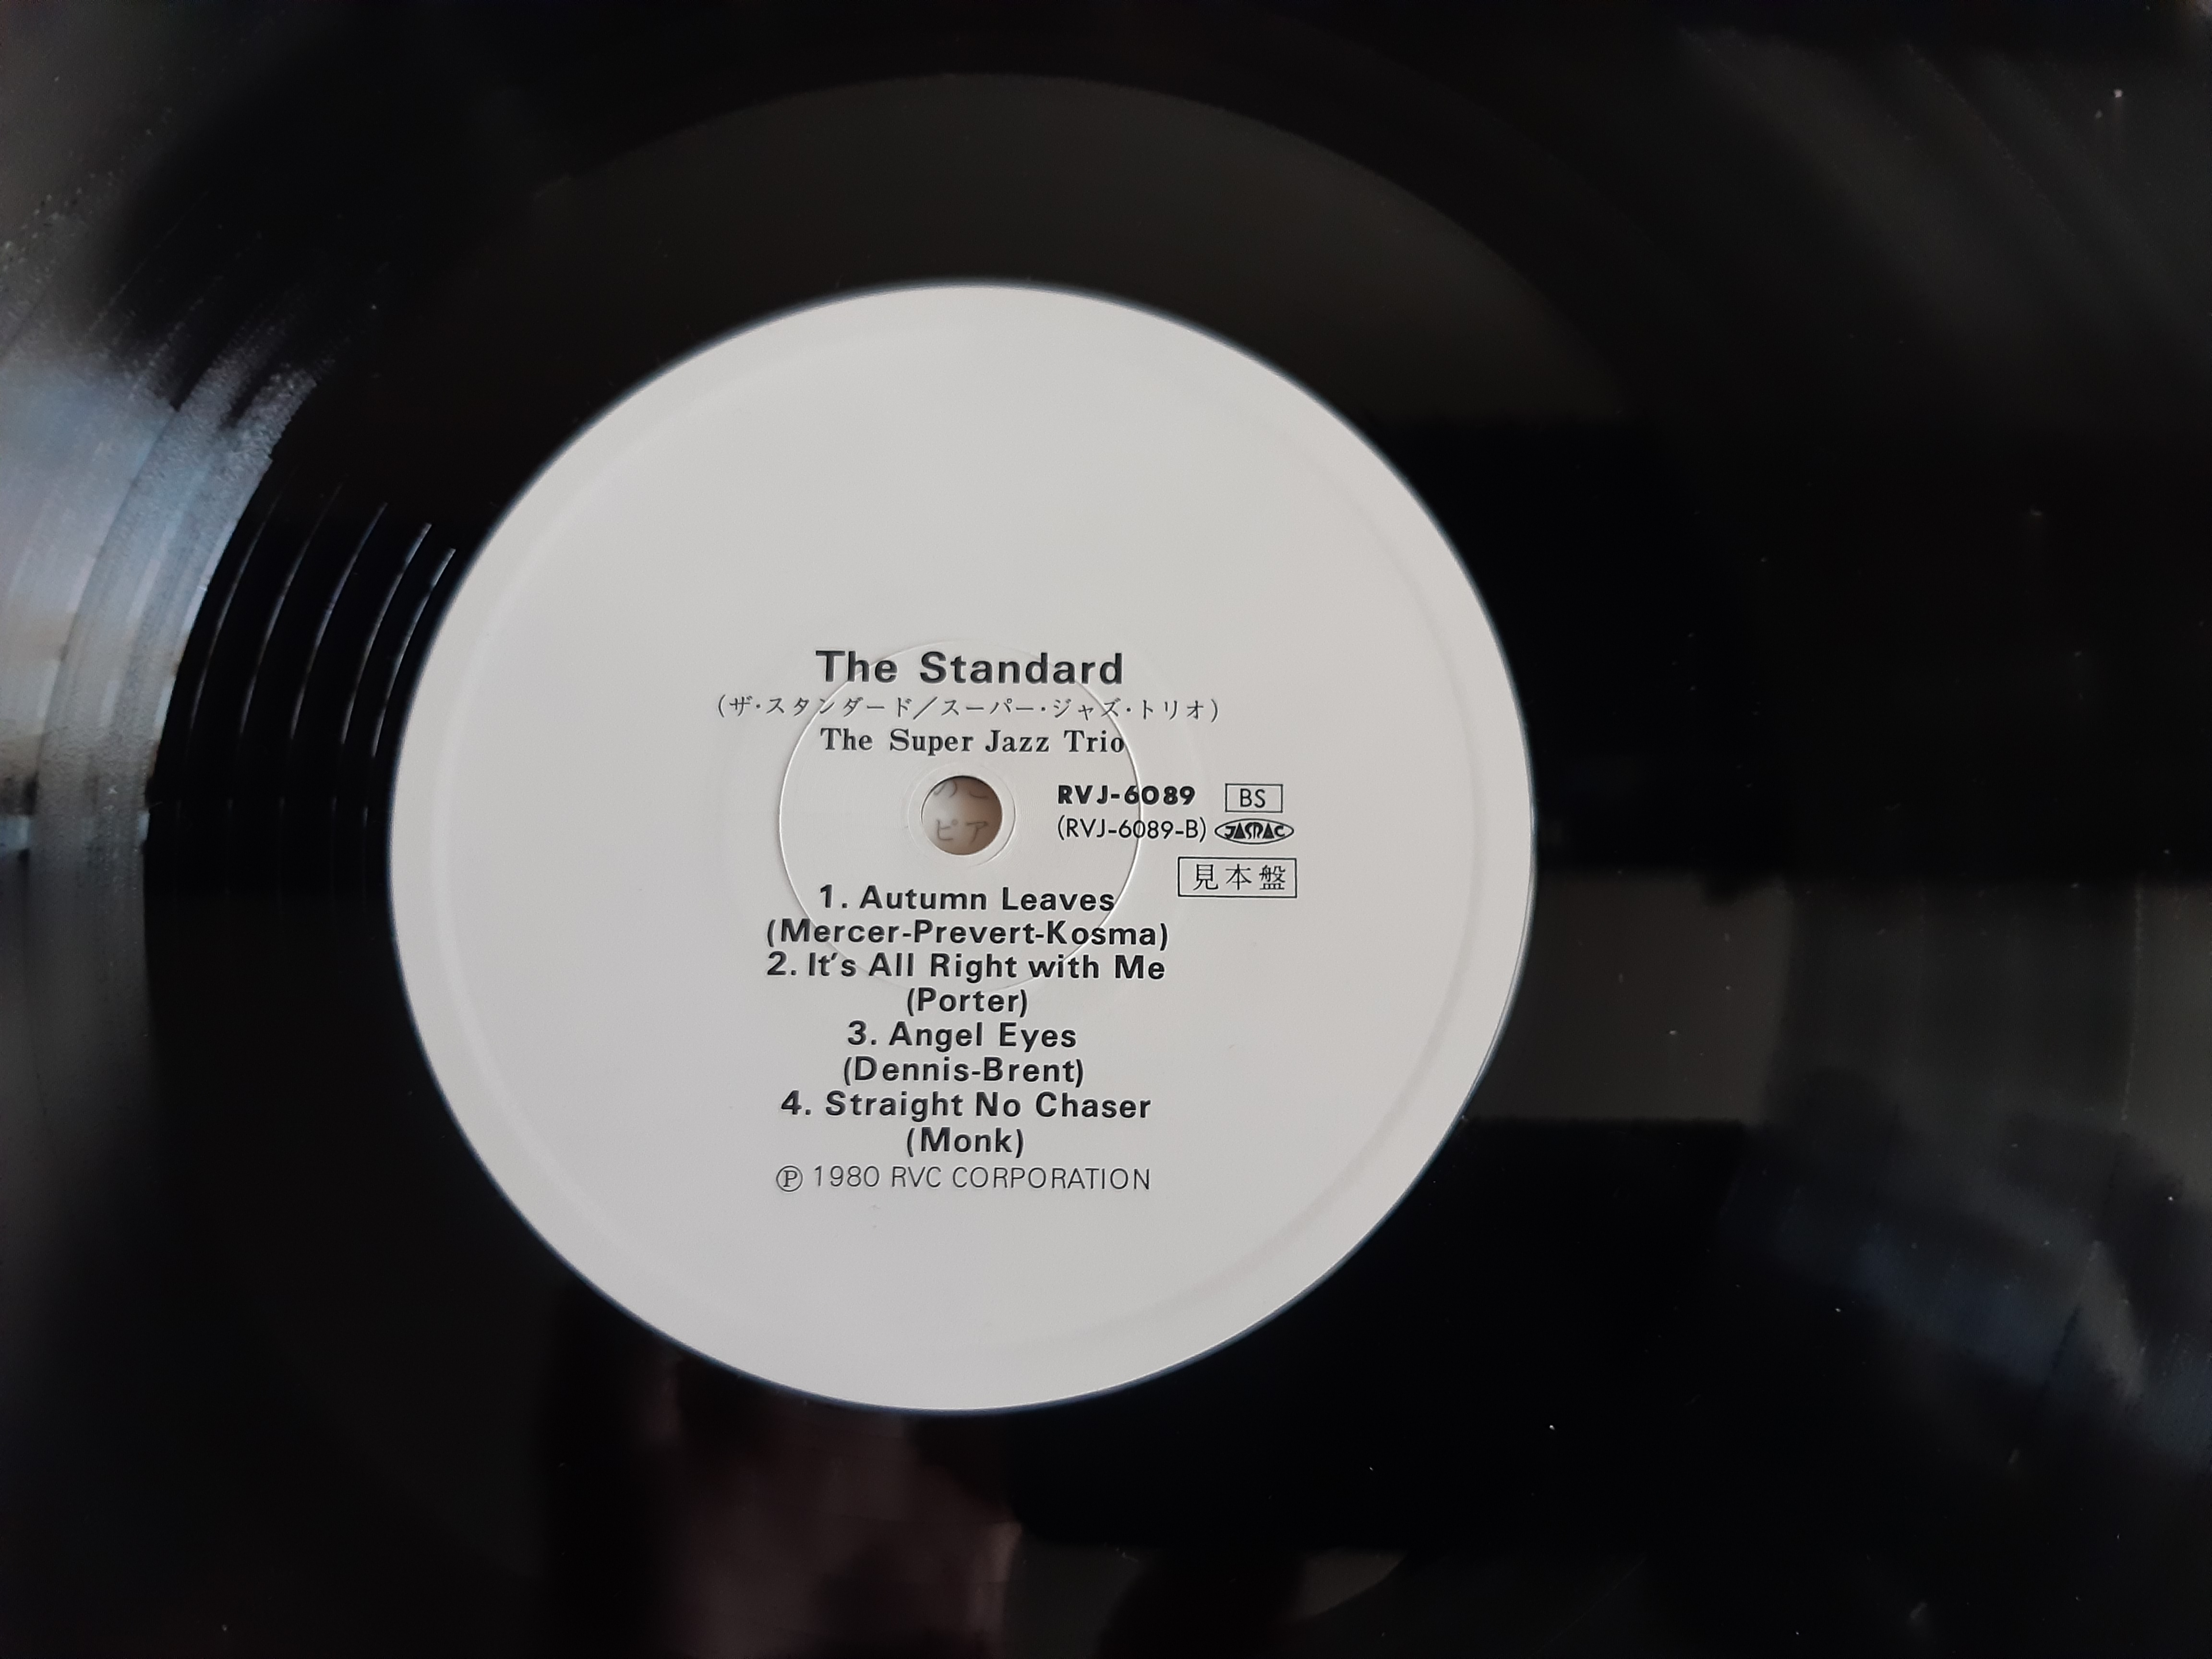 The Standard
(ザ・スタンダード／スーパー・ジャズ・トリオ)
The Super Jazz Trio
RVJ-6089 BS
(RVJ-6089-B) JASRAC
見本盤
ピア
1. Autumn Leaves
(Mercer-Prevert-Kosma)
2. It's All Right with Me
(Porter)
3. Angel Eyes
(Dennis-Brent)
4. Straight No Chaser
(Monk)
Ⓟ 1980 RVC CORPORATION